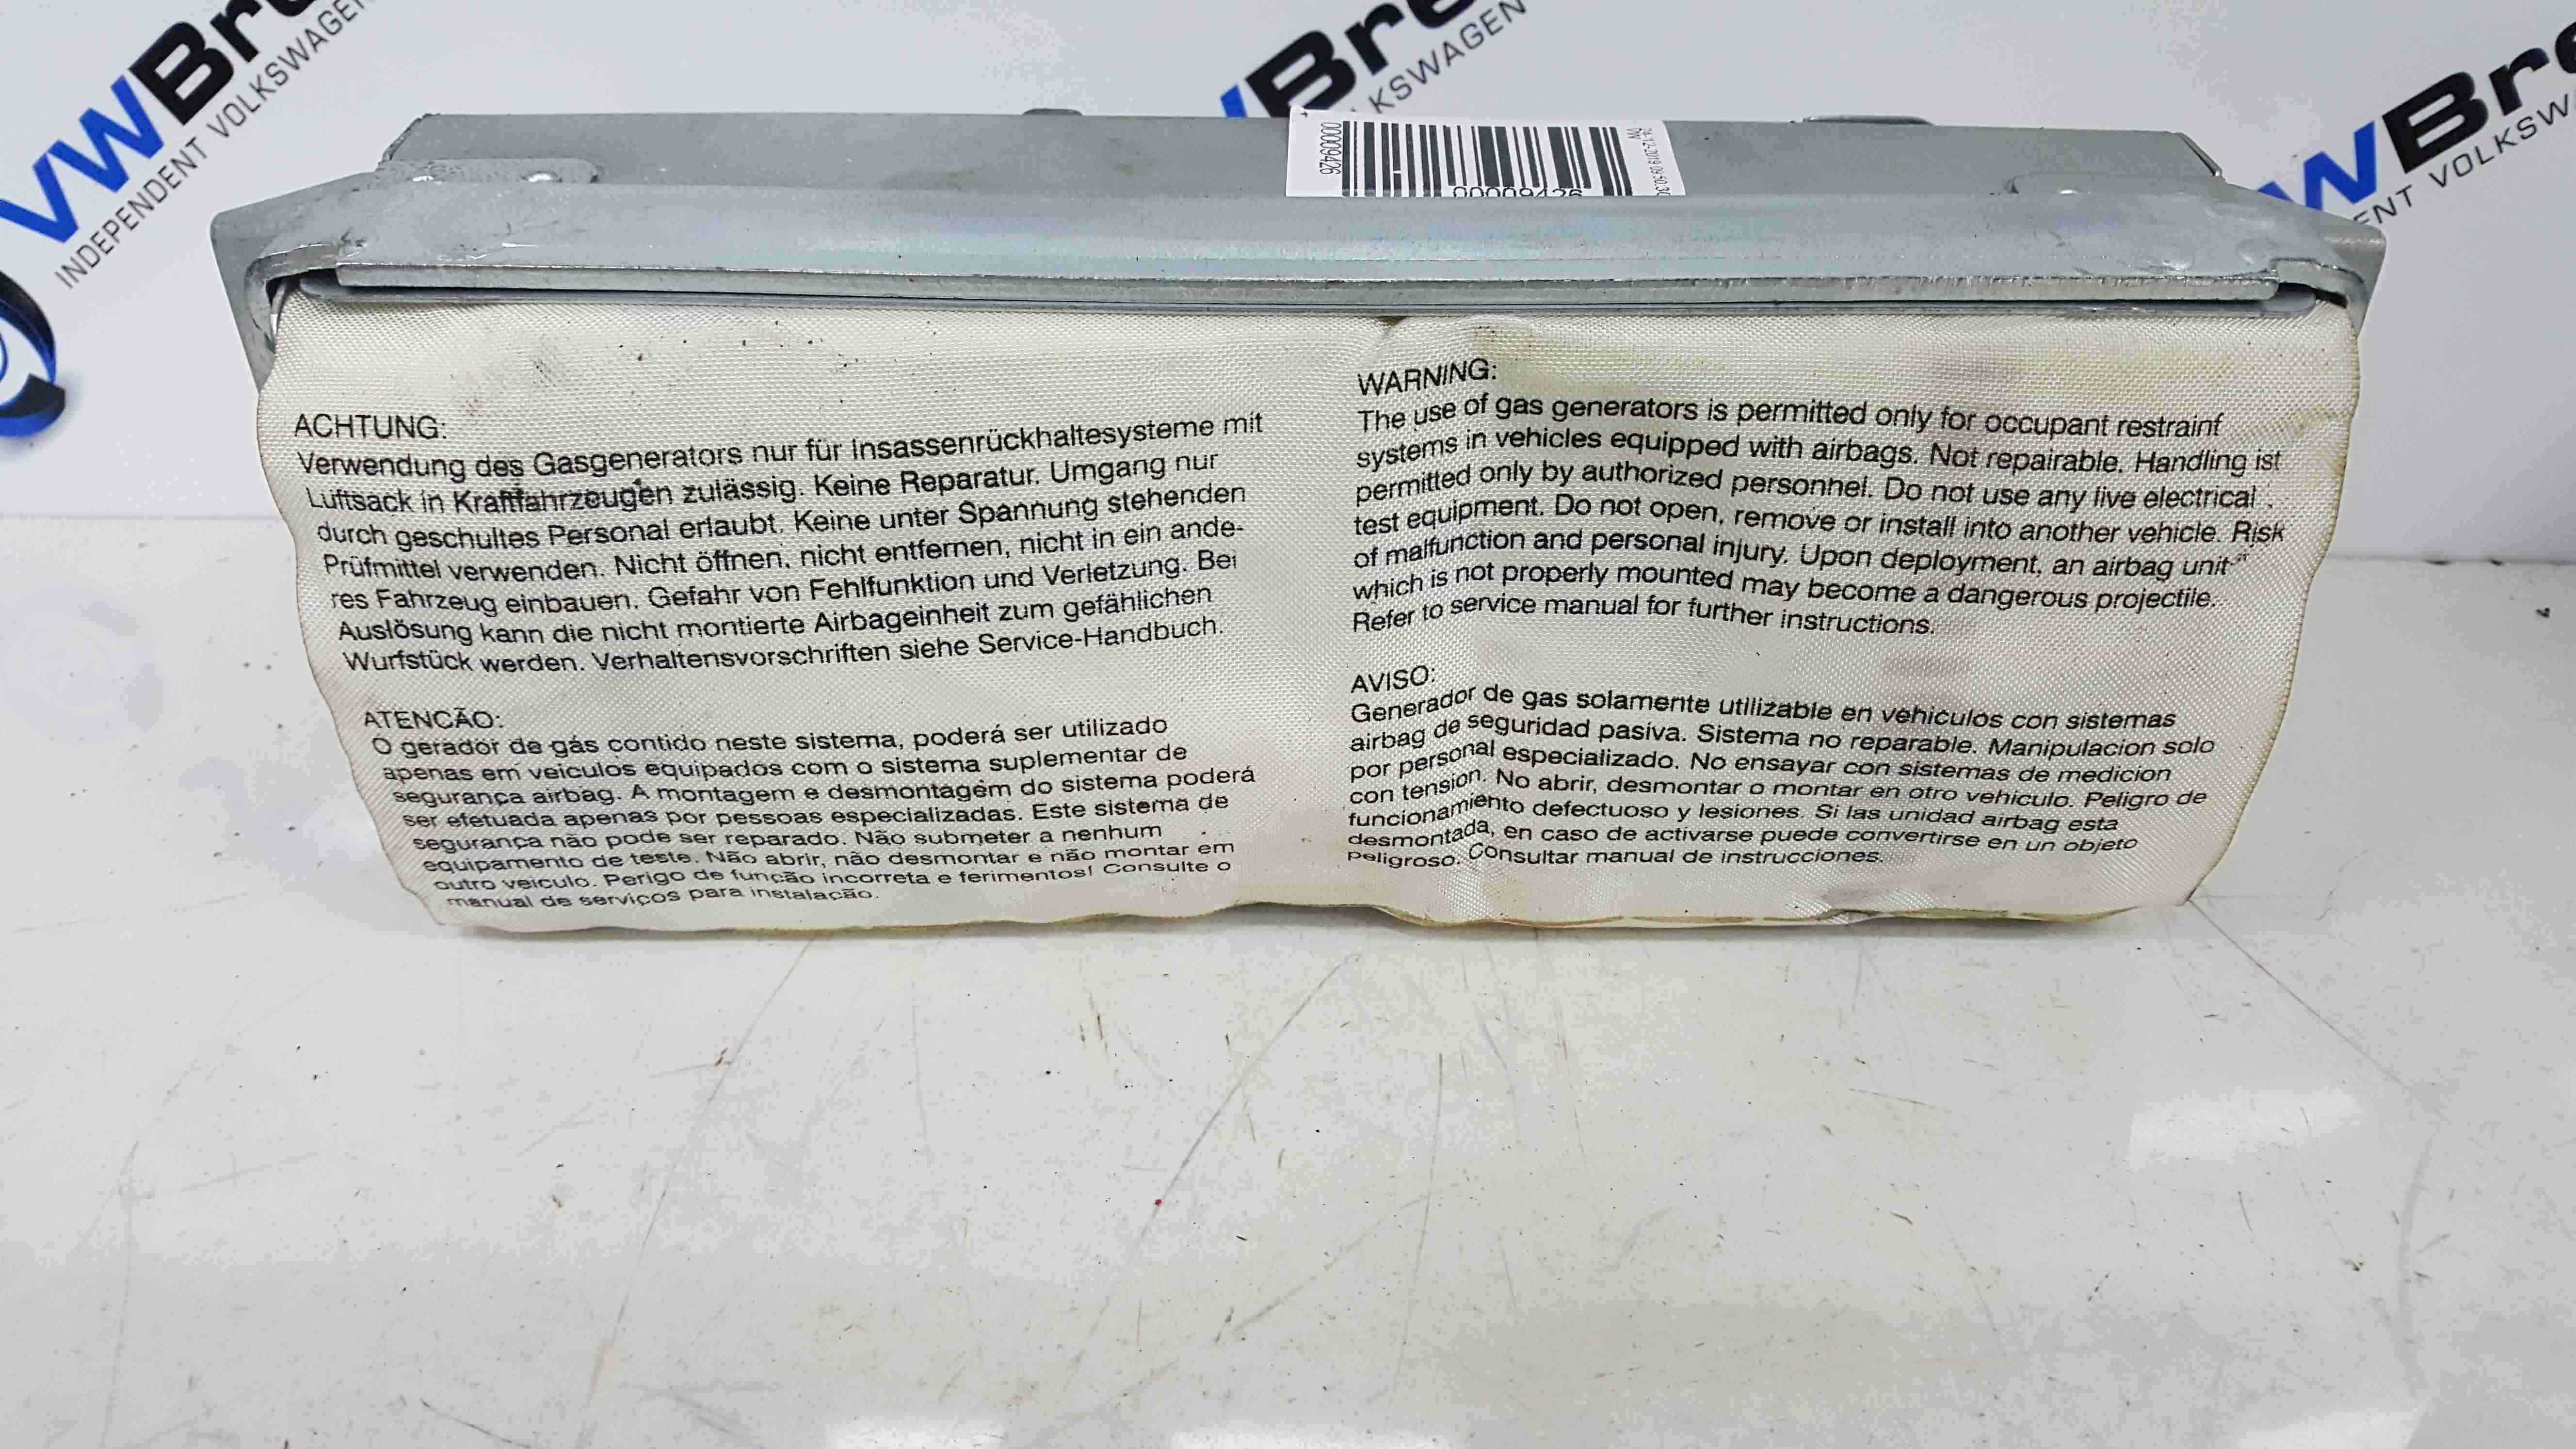 VWBre
INDEPENDENT VOLKSWAGEN
WBre
KSWAGEN
WBre
ENT VOLKSW
00009426
00009426
ACHTUNG:
Verwendung des Gasgenerators nur für Insassenrückhaltesysteme mit
Luftsack in Kraftfahrzeugen zulässig. Keine Reparatur. Umgang nur
durch geschultes Personal erlaubt. Keine unter Spannung stehenden
Prüfmittel verwenden. Nicht öffnen, nicht entfernen, nicht in ein ande-
res Fahrzeug einbauen. Gefahr von Fehlfunktion und Verletzung. Bei
Auslösung kann die nicht montierte Airbageinheit zum gefählichen
Wurfstück werden. Verhaltensvorschriften siehe Service-Handbuch.
ATENCÃO:
O gerador de gás contido neste sistema, poderá ser utilizado
apenas em veiculos equipados com o sistema suplementar de
segurança airbag. A montagem e desmontagem do sistema poderá
ser efetuada apenas por pessoas especializadas. Este sistema de
segurança não pode ser reparado. Não submeter a nenhum
equipamento de teste. Não abrir, não desmontar e não montar em
outro veiculo. Perigo de função incorreta e ferimentos! Consulte o
manual de serviços para instalação.
WARNING:
The use of gas generators is permitted only for occupant restrainf
systems in vehicles equipped with airbags. Not repairable. Handling ist
permitted only by authorized personnel. Do not use any live electrical
test equipment. Do not open, remove or install into another vehicle. Risk
of malfunction and personal injury. Upon deployment, an airbag unit
which is not properly mounted may become a dangerous projectile.
Refer to service manual for further instructions.
AVISO:
Generador de gas solamente utilizable en vehiculos con sistemas
airbag de seguridad pasiva. Sistema no reparable. Manipulacion solo
por personal especializado. No ensayar con sistemas de medicion
con tension. No abrir, desmontar o montar en otro vehiculo. Peligro de
funcionamiento defectuoso y lesiones. Si las unidad airbag esta
desmontada, en caso de activarse puede convertirse en un objeto
peligroso. Consultar manual de instrucciones.